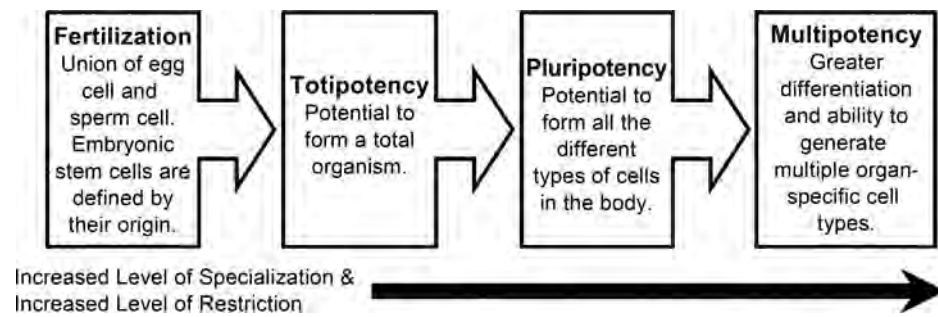 Fertilization
Union of egg
cell and
sperm cell.
Embryonic
stem cells are
defined by
their origin.
Totipotency
Potential to
form a total
organism.
Pluripotency
Potential to
form all the
different
types of cells
in the body.
Multipotency
Greater
differentiation
and ability to
generate
multiple organ-
specific cell
types.
Increased Level of Specialization &
Increased Level of Restriction